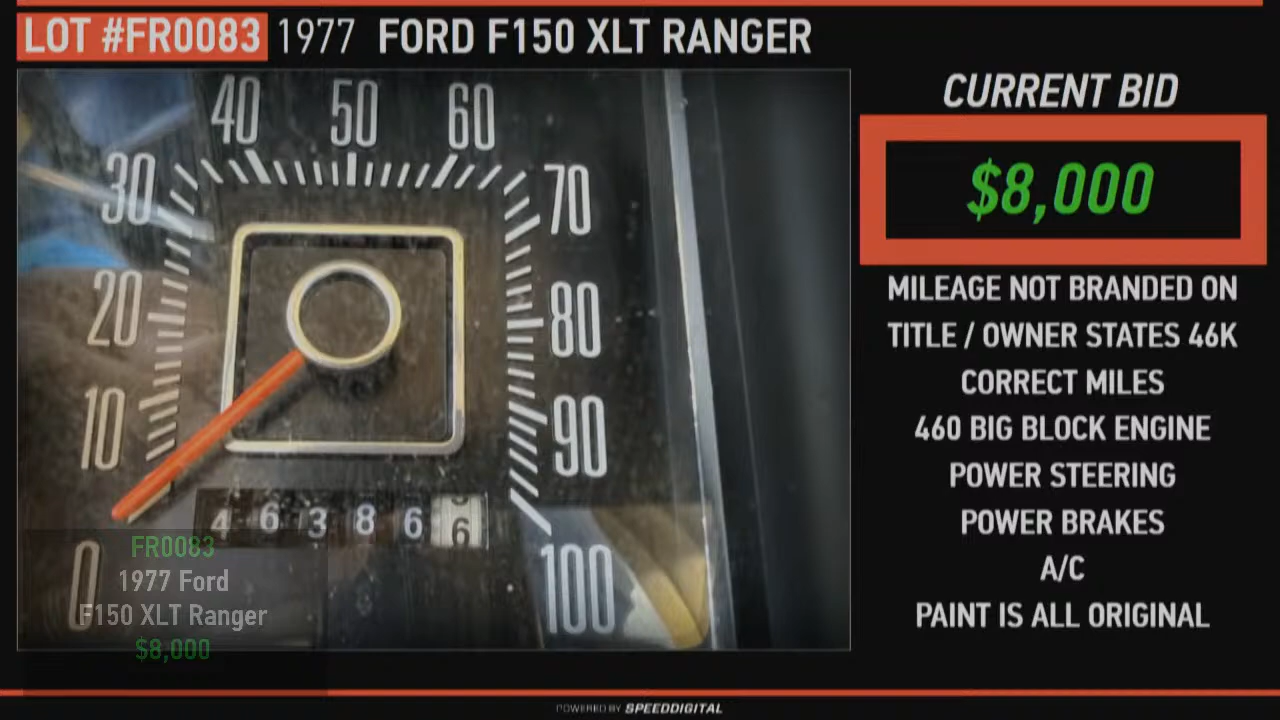 LOT #FR0083 1977 FORD F150 XLT RANGER
CURRENT BID
$8,000
MILEAGE NOT BRANDED ON
TITLE / OWNER STATES 46K
CORRECT MILES
460 BIG BLOCK ENGINE
POWER STEERING
POWER BRAKES
A/C
PAINT IS ALL ORIGINAL
40 50 60
30 70
20 80
10 90
4 6 3 8 6 6
0 100
FR0083
1977 Ford
F150 XLT Ranger
$8,000
POWERED BY SPEEDDIGITAL